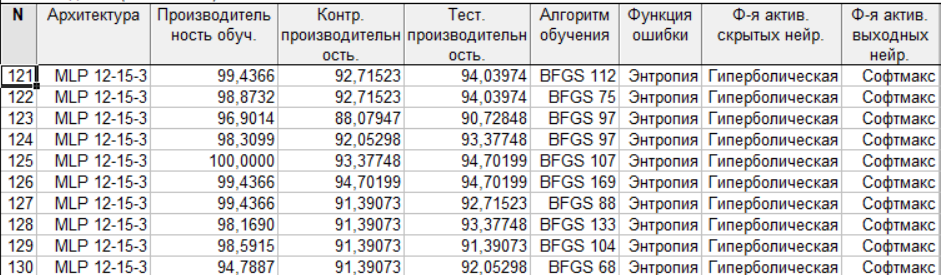 N Архитектура Производитель Контр. Тест. Алгоритм Функция Ф-я актив. Ф-я актив.
ность обуч. производительн производительн обучения ошибки скрытых нейр. выходных
ость. ость. нейр.
121 MLP 12-15-3 99,4366 92,71523 94,03974 BFGS 112 Энтропия Гиперболическая Софтмакс
122 MLP 12-15-3 98,8732 92,71523 94,03974 BFGS 75 Энтропия Гиперболическая Софтмакс
123 MLP 12-15-3 96,9014 88,07947 90,72848 BFGS 97 Энтропия Гиперболическая Софтмакс
124 MLP 12-15-3 98,3099 92,05298 93,37748 BFGS 97 Энтропия Гиперболическая Софтмакс
125 MLP 12-15-3 100,0000 93,37748 94,70199 BFGS 107 Энтропия Гиперболическая Софтмакс
126 MLP 12-15-3 99,4366 94,70199 94,70199 BFGS 169 Энтропия Гиперболическая Софтмакс
127 MLP 12-15-3 99,4366 91,39073 92,71523 BFGS 88 Энтропия Гиперболическая Софтмакс
128 MLP 12-15-3 98,1690 91,39073 93,37748 BFGS 133 Энтропия Гиперболическая Софтмакс
129 MLP 12-15-3 98,5915 91,39073 91,39073 BFGS 104 Энтропия Гиперболическая Софтмакс
130 MLP 12-15-3 94,7887 91,39073 92,05298 BFGS 68 Энтропия Гиперболическая Софтмакс